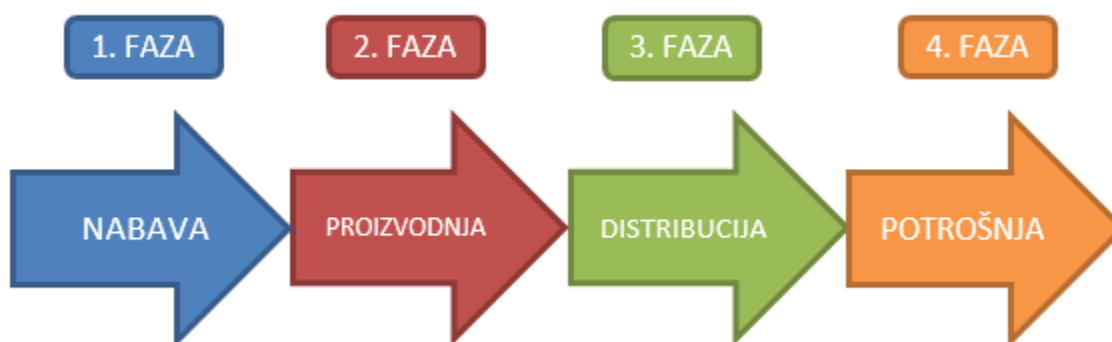 1. FAZA
2. FAZA
3. FAZA
4. FAZA
NABAVA
PROIZVODNJA
DISTRIBUCIJA
POTROŠNJA